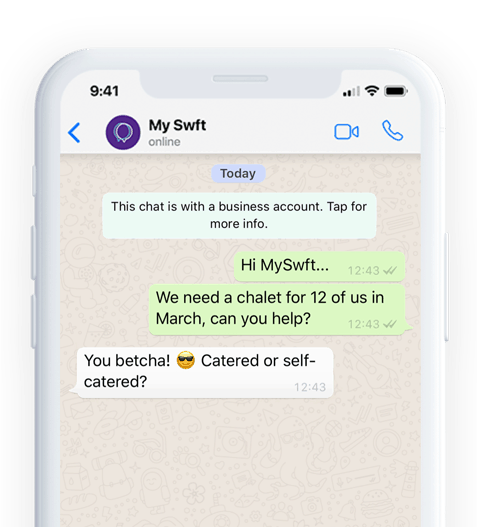 9:41
My Swft
online
Today
This chat is with a business account. Tap for
more info.
Hi MySwft...
12:43
We need a chalet for 12 of us in
March, can you help?
12:43
You betcha! 😎 Catered or self-
catered?
12:43